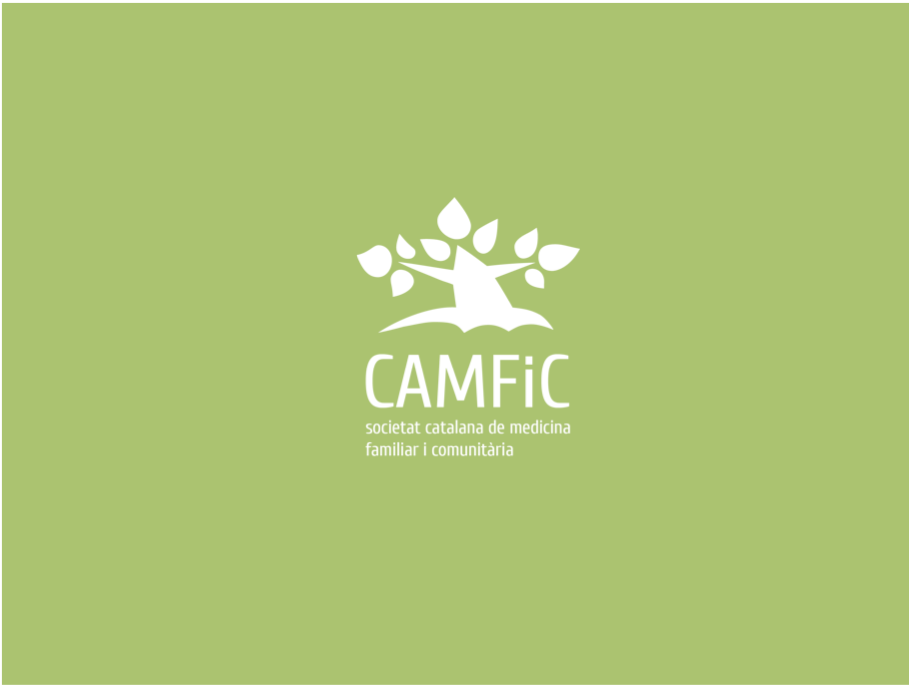 CAMFiC
societat catalana de medicina
familiar i comunitària